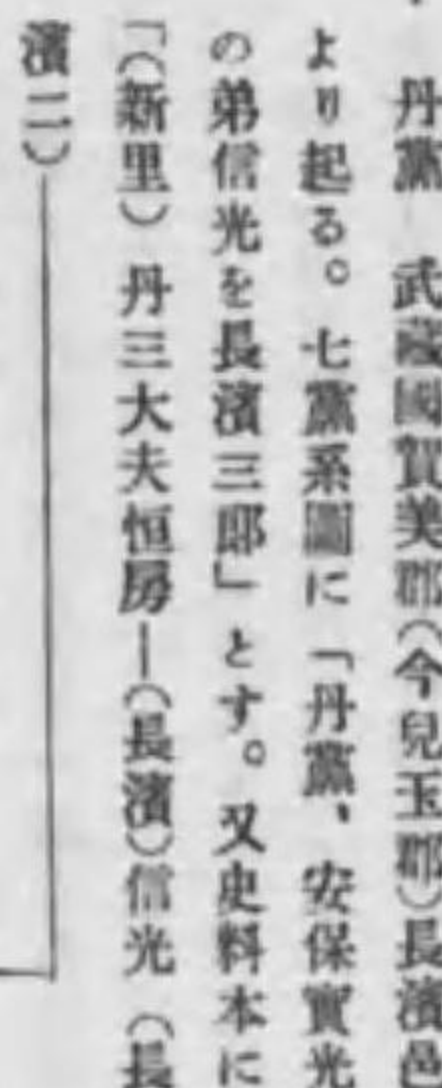 丹黨　武藏國賀美郡(今兒玉郡)長濱邑
より起る。七黨系圖に「丹黨、安保實光
の弟信光を長濱三郎」とす。又史料本に
「(新里)丹三大夫恒房―(長濱)信光(長
濱二)